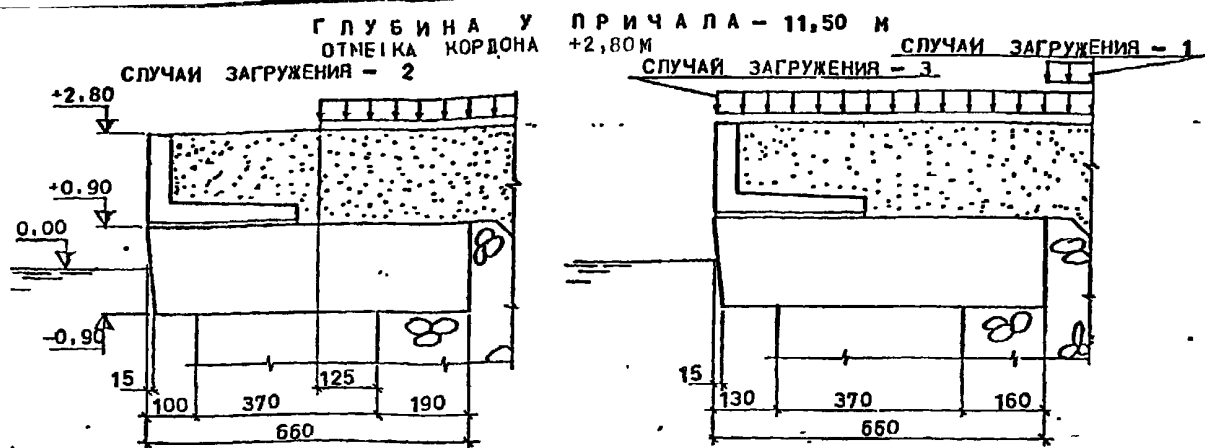 ГЛУБИНА У ПРИЧАЛА - 11,50 М
ОТМЕТКА КОРДОНА +2,80М
СЛУЧАЙ ЗАГРУЖЕНИЯ - 2
СЛУЧАЙ ЗАГРУЖЕНИЯ - 1
СЛУЧАЙ ЗАГРУЖЕНИЯ - 3
+2,80
+0,90
0,00
-0,90
15
125
100 370 190
660
15
130 370 160
660